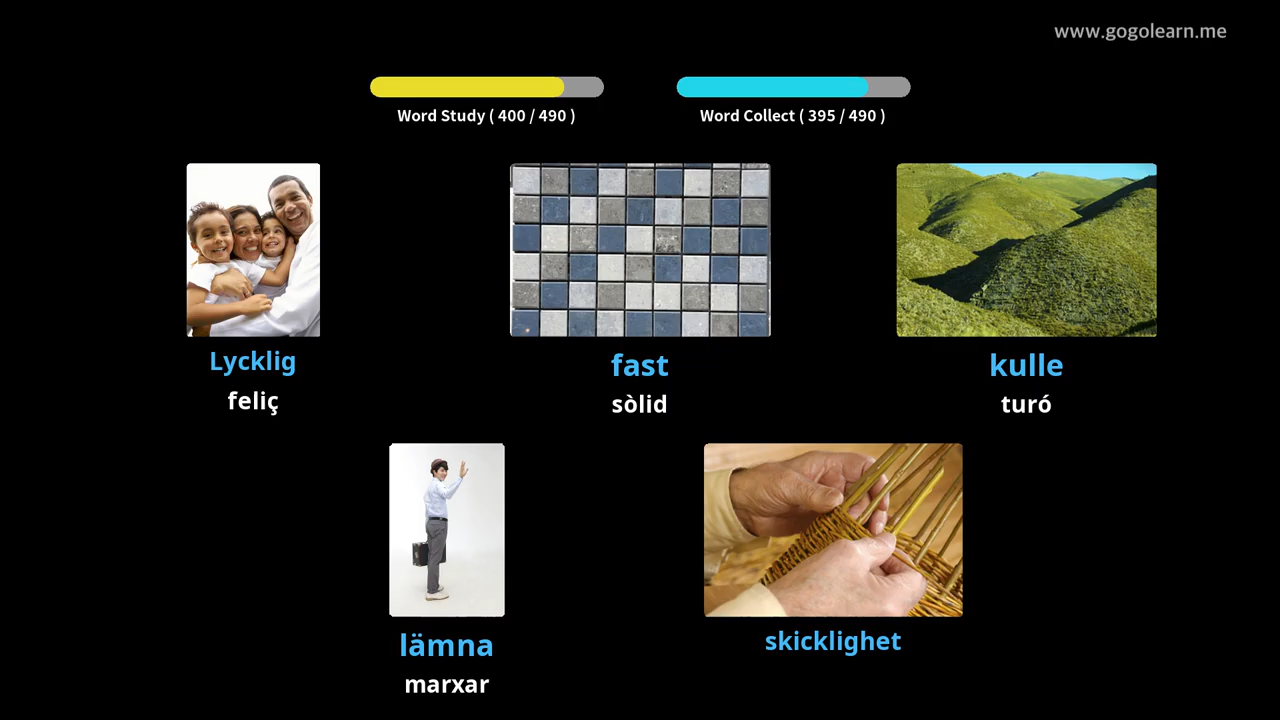 www.gogolearn.me
Word Study ( 400 / 490 )
Word Collect ( 395 / 490 )
Lycklig
feliç
fast
sòlid
kulle
turó
lämna
marxar
skicklighet